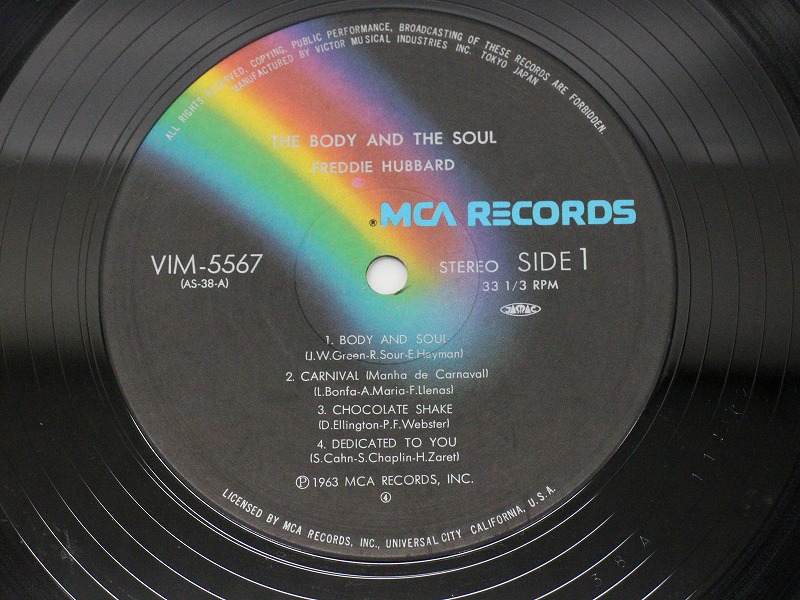 ALL RIGHTS RESERVED. COPYING, PUBLIC PERFORMANCE, BROADCASTING OF THESE RECORDS ARE FORBIDDEN.
MANUFACTURED BY VICTOR MUSICAL INDUSTRIES INC. TOKYO JAPAN
THE BODY AND THE SOUL
FREDDIE HUBBARD
® MCA RECORDS
VIM-5567
(AS-38-A)
STEREO SIDE 1
33 1/3 RPM
JASRAC
1. BODY AND SOUL
(J.W.Green-R.Sour-E.Heyman)
2. CARNIVAL (Manha de Carnaval)
(L.Bonfa-A.Maria-F.Llenas)
3. CHOCOLATE SHAKE
(D.Ellington-P.F.Webster)
4. DEDICATED TO YOU
(S.Cahn-S.Chaplin-H.Zaret)
Ⓟ 1963 MCA RECORDS, INC.
④
LICENSED BY MCA RECORDS, INC., UNIVERSAL CITY CALIFORNIA, U.S.A.